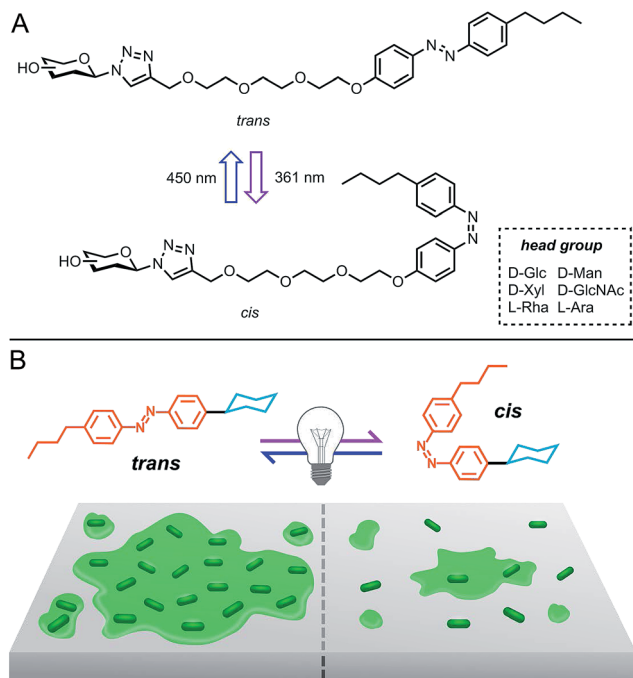 A
HO
O
N
N=N
O
O
O
O
N
N
trans
450 nm
361 nm
HO
O
N
N=N
O
O
O
O
N
N
cis
head group
D-Glc D-Man
D-Xyl D-GlcNAc
L-Rha L-Ara
B
N
N
trans
N
N
cis